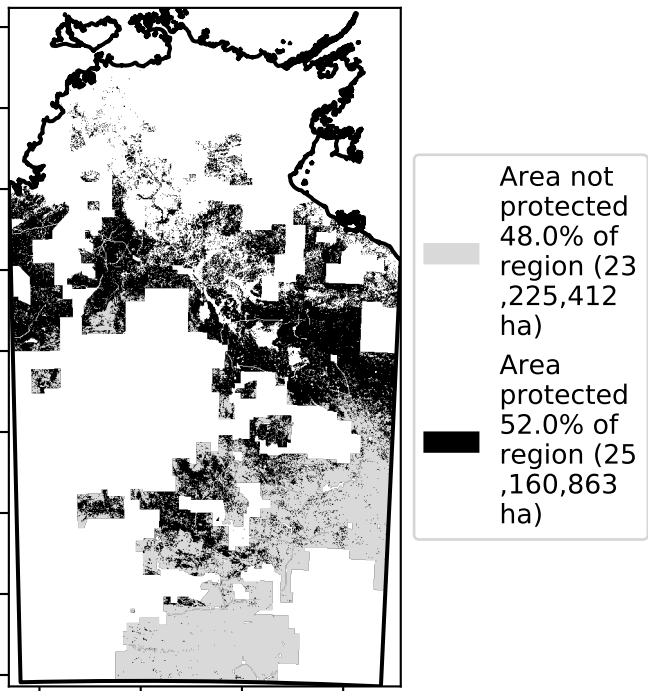 Area not
protected
48.0% of
region (23
,225,412
ha)
Area
protected
52.0% of
region (25
,160,863
ha)